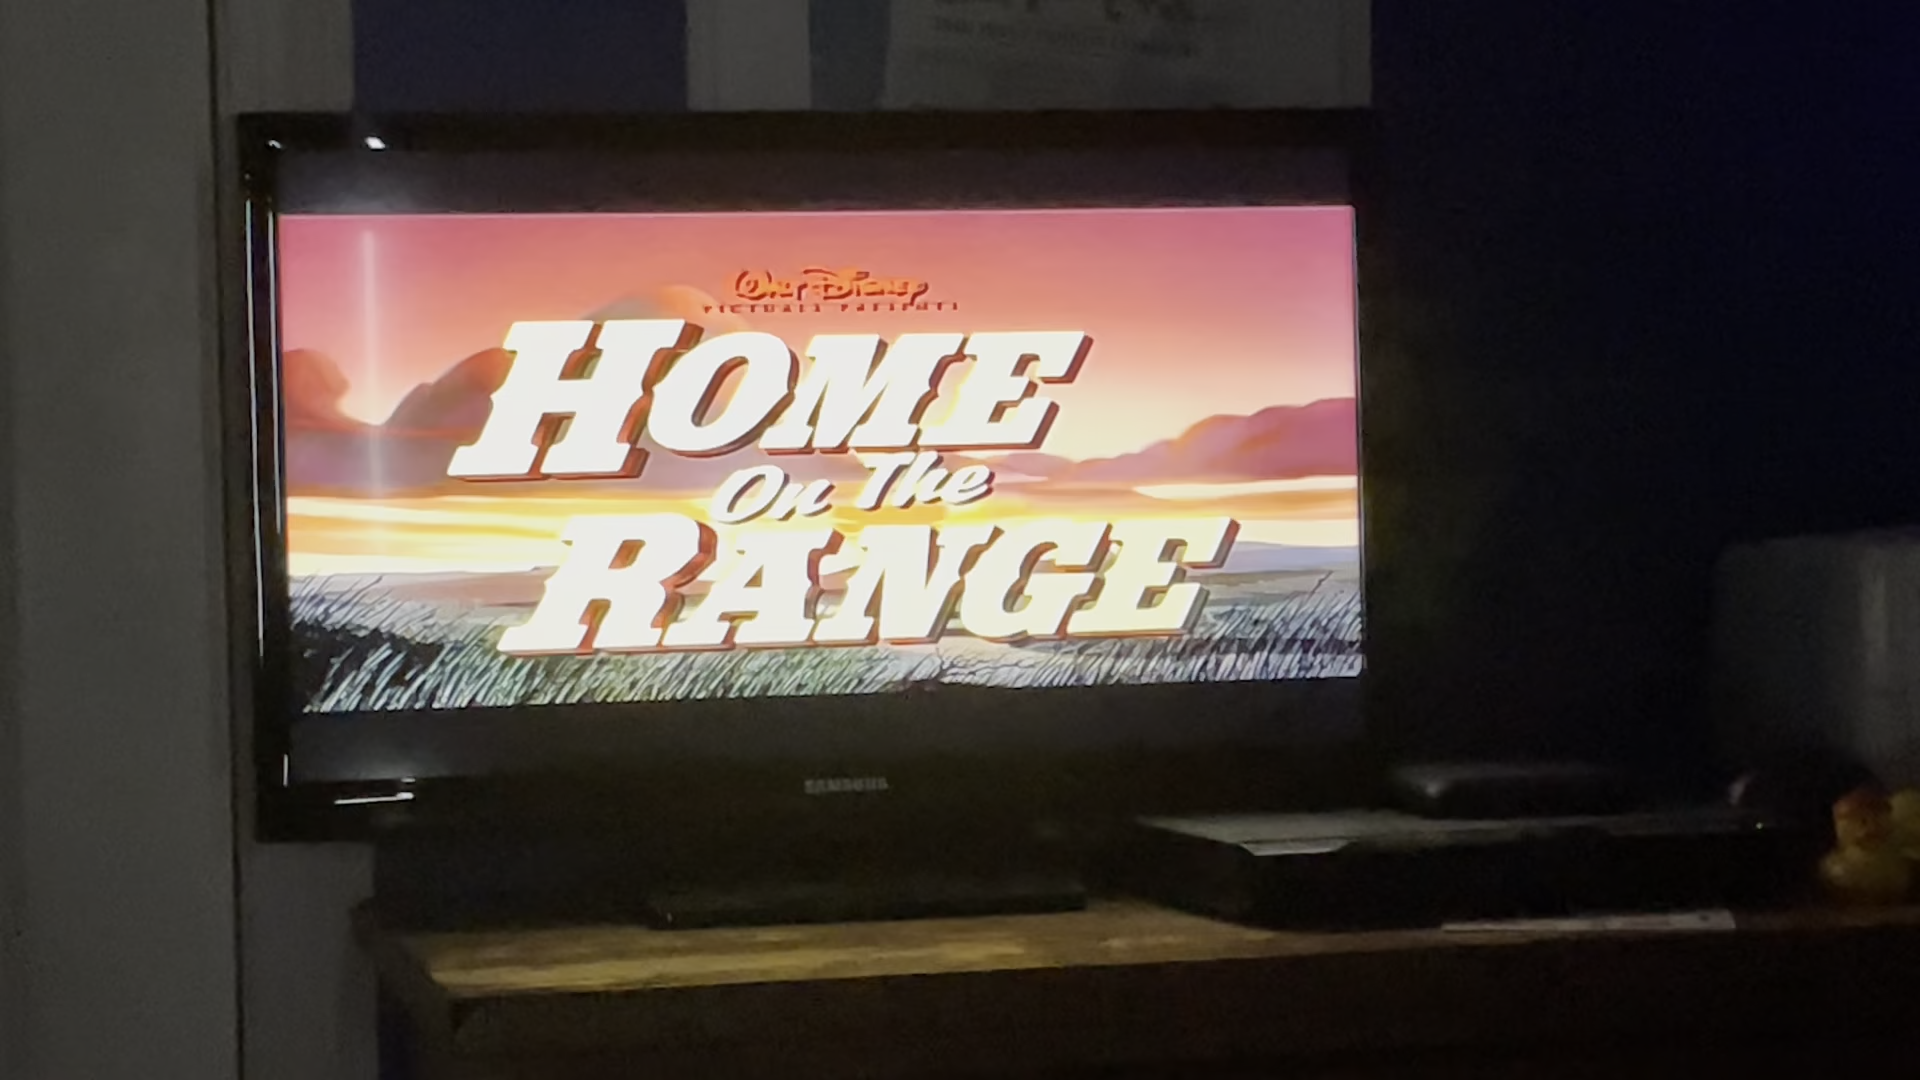 Walt Disney
PICTURES PRESENTS
HOME
On The
RANGE
SAMSUNG